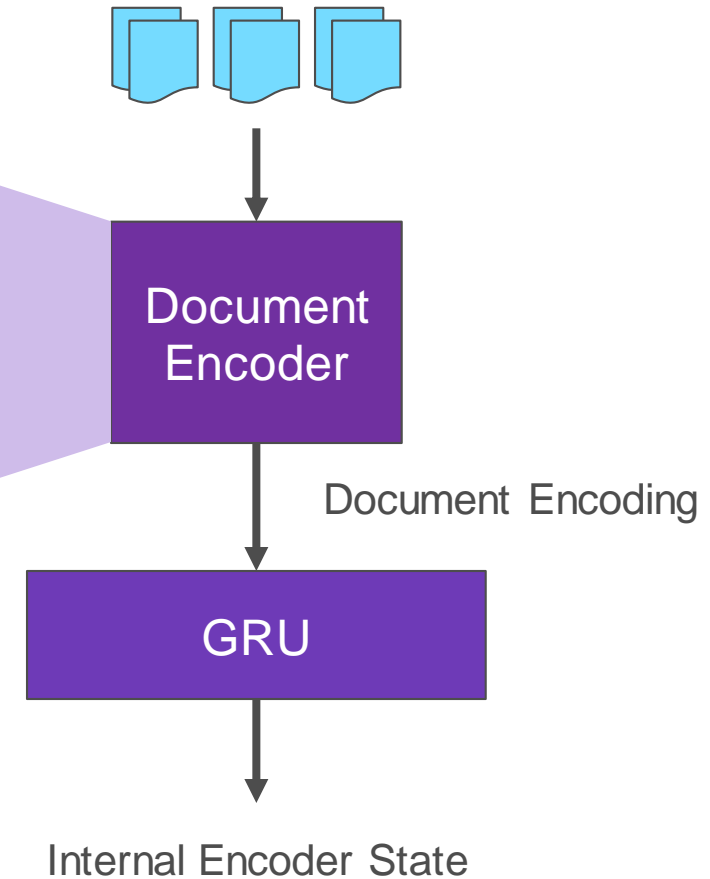 Document
Encoder
Document Encoding
GRU
Internal Encoder State